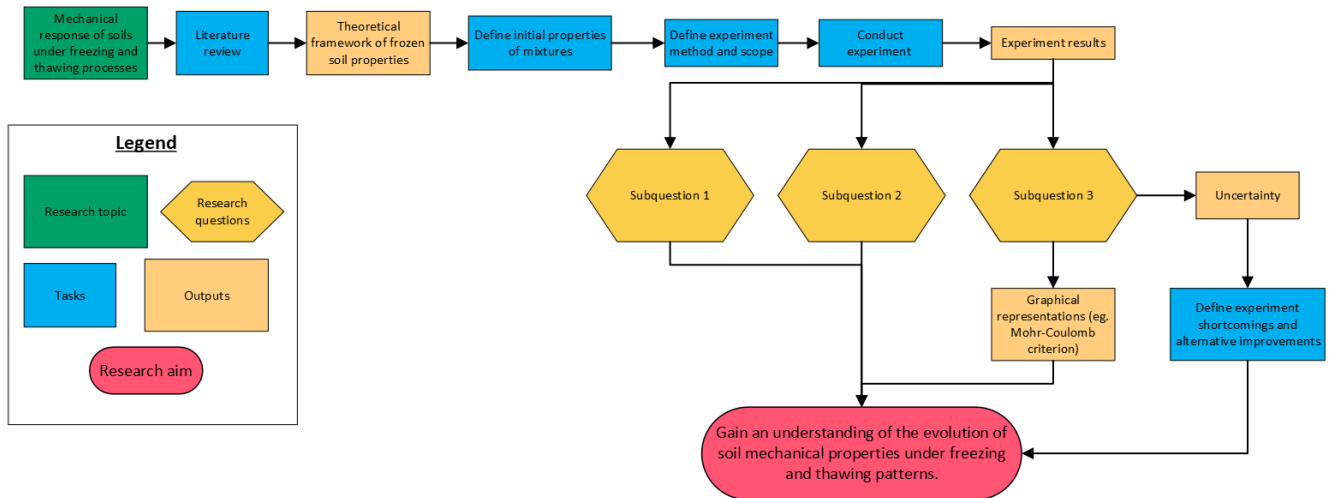 Mechanical
response of soils
under freezing and
thawing processes
Literature
review
Theoretical
framework of frozen
soil properties
Define initial properties
of mixtures
Define experiment
method and scope
Conduct
experiment
Experiment results
Legend
Research topic
Research
questions
Tasks
Outputs
Research aim
Subquestion 1
Subquestion 2
Subquestion 3
Uncertainty
Graphical
representations (eg.
Mohr-Coulomb
criterion)
Define experiment
shortcomings and
alternative improvements
Gain an understanding of the evolution of
soil mechanical properties under freezing
and thawing patterns.